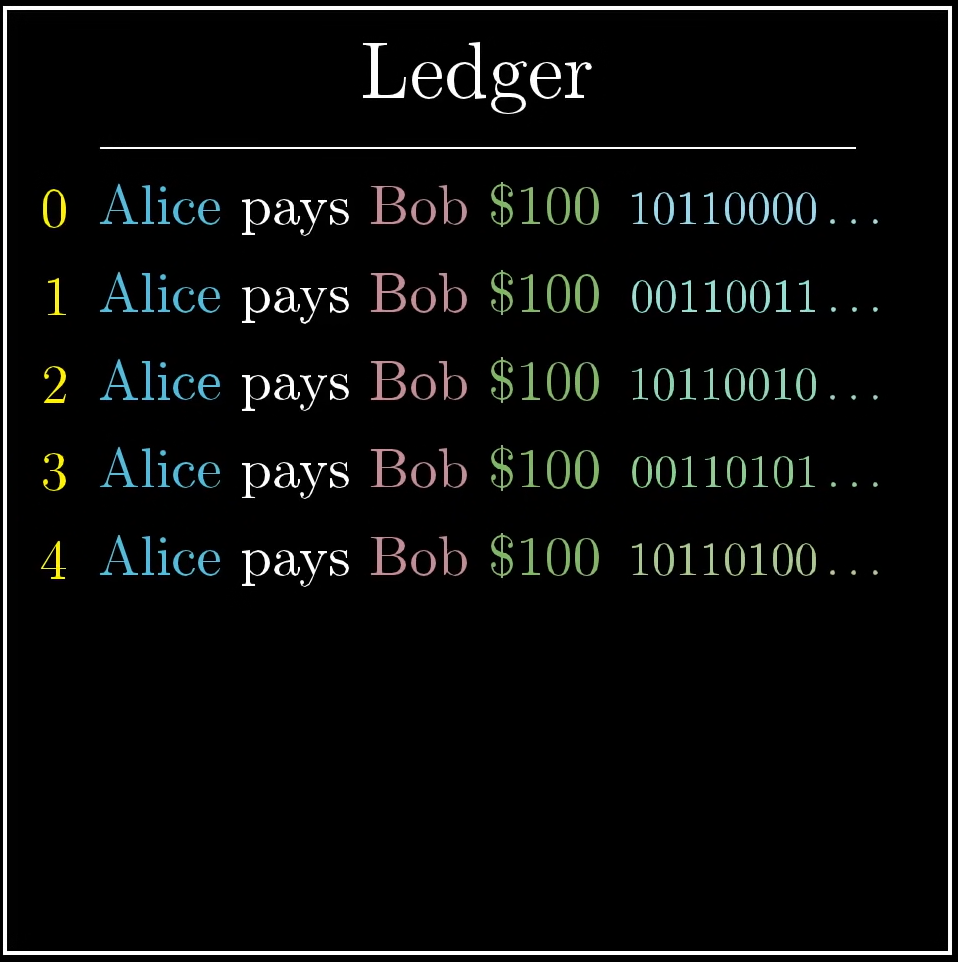 Ledger
0 Alice pays Bob $100 10110000...
1 Alice pays Bob $100 00110011...
2 Alice pays Bob $100 10110010...
3 Alice pays Bob $100 00110101...
4 Alice pays Bob $100 10110100...